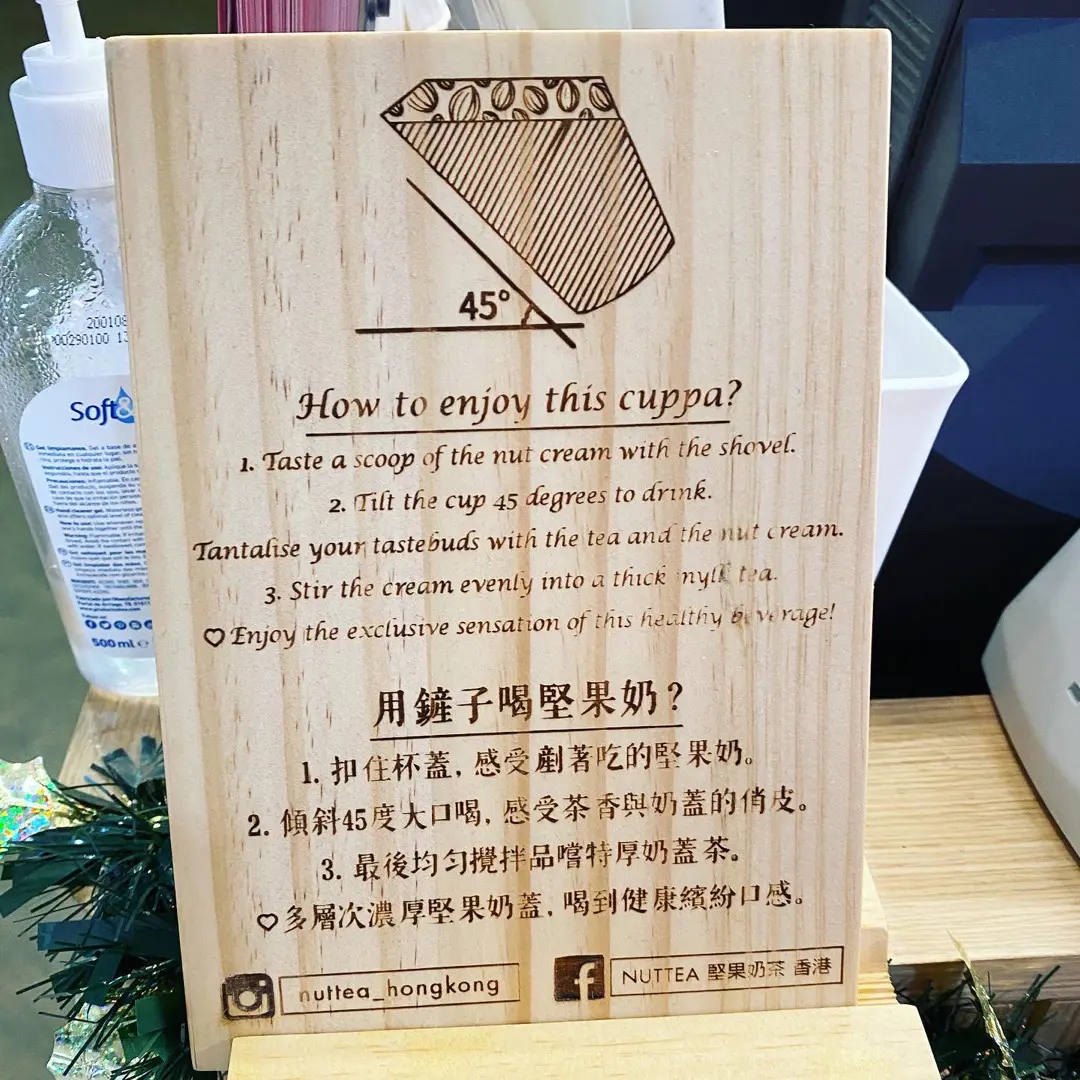 45°
How to enjoy this cuppa?
1. Taste a scoop of the nut cream with the shovel.
2. Tilt the cup 45 degrees to drink.
Tantalise your tastebuds with the tea and the nut cream.
3. Stir the cream evenly into a thick mylk tea.
♡ Enjoy the exclusive sensation of this healthy beverage!
用鏟子喝堅果奶?
1. 扣住杯蓋, 感受剷著吃的堅果奶。
2. 傾斜45度大口喝, 感受茶香與奶蓋的俏皮。
3. 最後均勻攪拌品嚐特厚奶蓋茶。
♡ 多層次濃厚堅果奶蓋, 喝到健康繽紛口感。
nuttea_hongkong
f NUTTEA 堅果奶茶 香港
Soft&
500 ml e